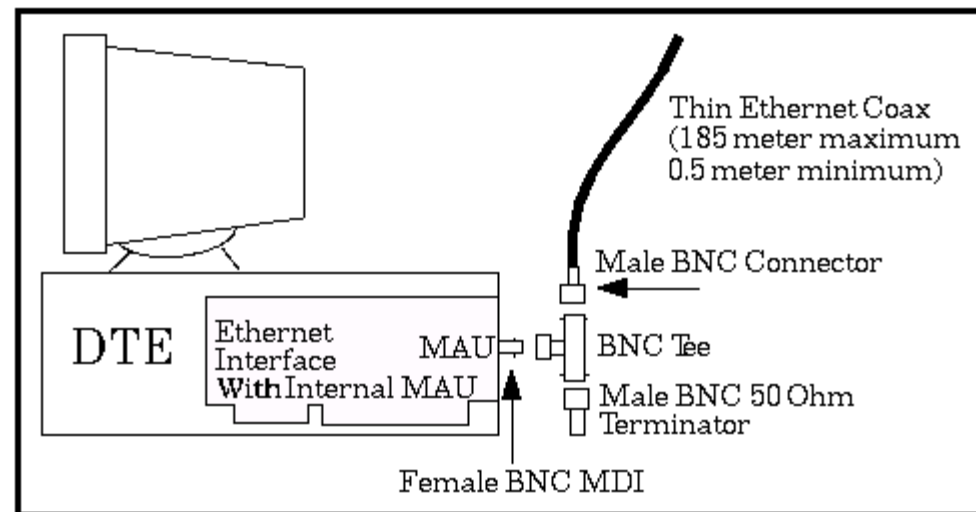 Thin Ethernet Coax
(185 meter maximum
0.5 meter minimum)
Male BNC Connector
DTE
Ethernet
Interface
With Internal MAU
MAU
BNC Tee
Male BNC 50 Ohm
Terminator
Female BNC MDI